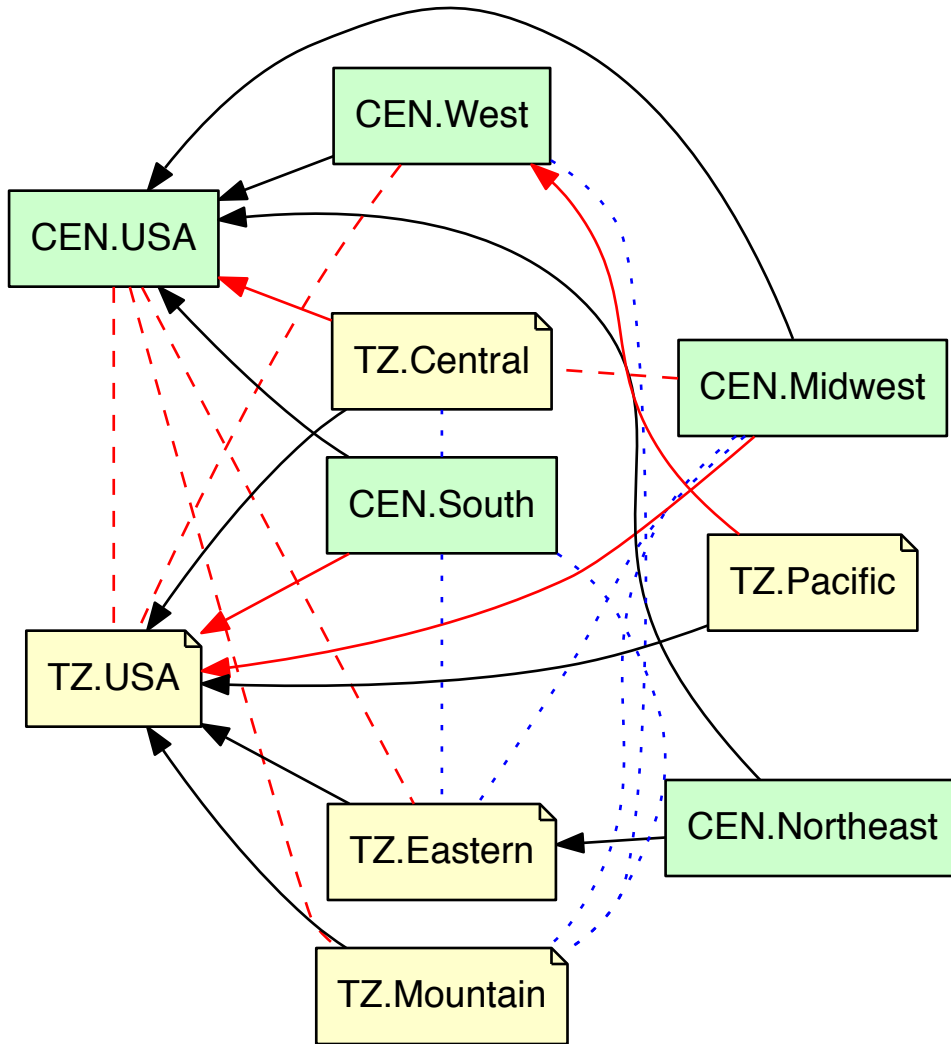 CEN.West
CEN.USA
TZ.Central
CEN.Midwest
CEN.South
TZ.Pacific
TZ.USA
CEN.Northeast
TZ.Eastern
TZ.Mountain